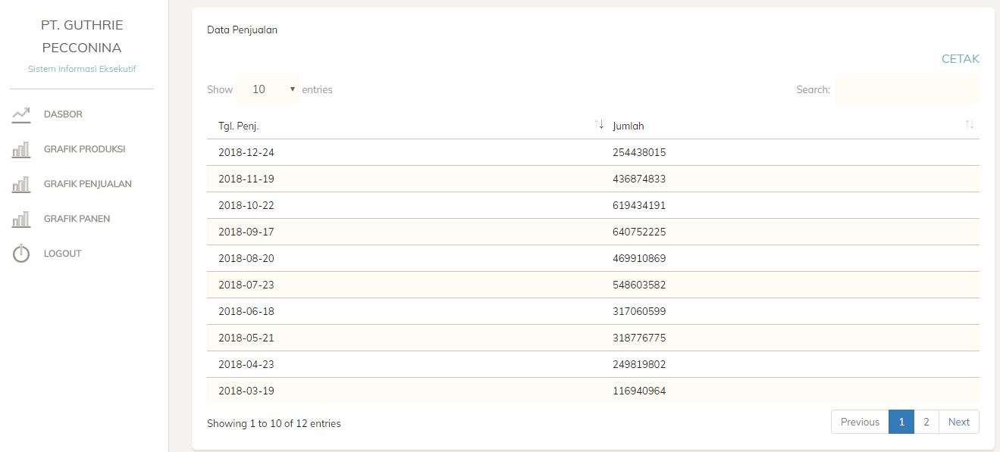 PT. GUTHRIE
PECCONINA
Sistem Informasi Eksekutif
DASBOR
GRAFIK PRODUKSI
GRAFIK PENJUALAN
GRAFIK PANEN
LOGOUT
Data Penjualan
CETAK
Show 10 entries Search:
Tgl. Penj. Jumlah
2018-12-24 254438015
2018-11-19 436874833
2018-10-22 619434191
2018-09-17 640752225
2018-08-20 469910869
2018-07-23 548603582
2018-06-18 317060599
2018-05-21 318776775
2018-04-23 249819802
2018-03-19 116940964
Showing 1 to 10 of 12 entries Previous 1 2 Next